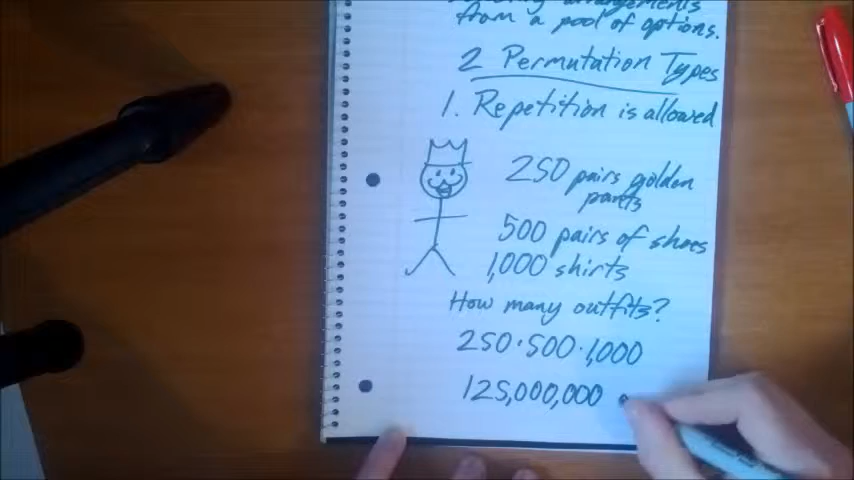 arrangements
from a pool of options.
2 Permutation Types
1. Repetition is allowed
250 pairs golden
pants
500 pairs of shoes
1,000 shirts
How many outfits?
250·500·1,000
125,000,000